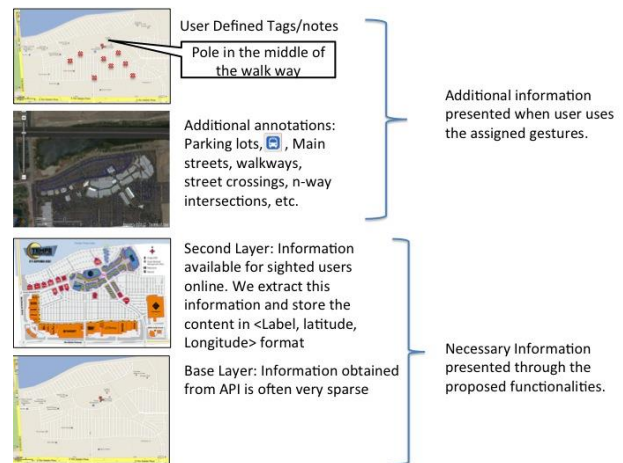 User Defined Tags/notes
Pole in the middle of
the walk way
Additional annotations:
Parking lots, , Main
streets, walkways,
street crossings, n-way
intersections, etc.
Additional information
presented when user uses
the assigned gestures.
Second Layer: Information
available for sighted users
online. We extract this
information and store the
content in <Label, latitude,
Longitude> format
Base Layer: Information obtained
from API is often very sparse
Necessary Information
presented through the
proposed functionalities.